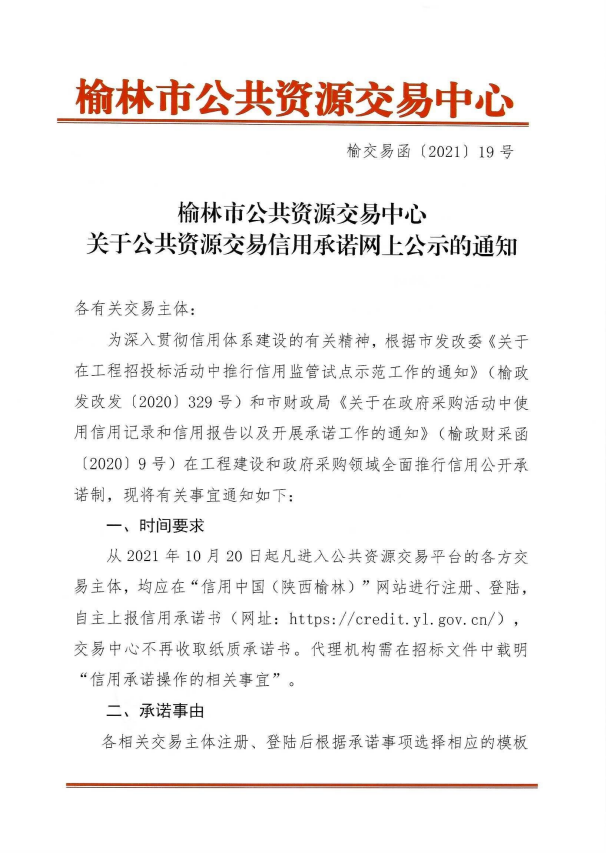 榆林市公共资源交易中心
榆交易函〔2021〕19号
榆林市公共资源交易中心
关于公共资源交易信用承诺网上公示的通知
各有关交易主体：
为深入贯彻信用体系建设的有关精神，根据市发改委《关于
在工程招投标活动中推行信用监管试点示范工作的通知》（榆政
发改发〔2020〕329号）和市财政局《关于在政府采购活动中使
用信用记录和信用报告以及开展承诺工作的通知》（榆政财采函
〔2020〕9号）在工程建设和政府采购领域全面推行信用公开承
诺制，现将有关事宜通知如下：
一、时间要求
从2021年10月20日起凡进入公共资源交易平台的各方交
易主体，均应在“信用中国（陕西榆林）”网站进行注册、登陆，
自主上报信用承诺书（网址：https://credit.yl.gov.cn/），
交易中心不再收取纸质承诺书。代理机构需在招标文件中载明
“信用承诺操作的相关事宜”。
二、承诺事由
各相关交易主体注册、登陆后根据承诺事项选择相应的模板